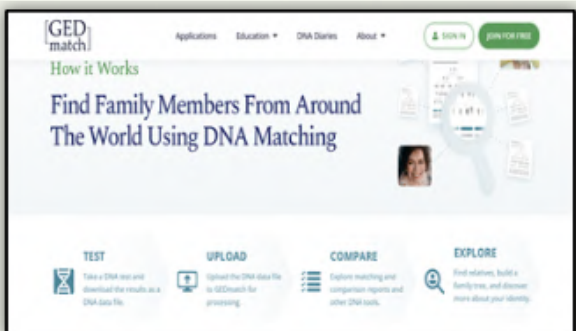 GED
match
Applications Education DNA Diaries About SIGN IN JOIN FOR FREE
How it Works
Find Family Members From Around
The World Using DNA Matching
TEST
Take a DNA test and
download the results as a
DNA data file.
UPLOAD
Upload the DNA data file
to GEDmatch for
processing.
COMPARE
Explore matching and
comparison reports and
other DNA tools.
EXPLORE
Find relatives, build a
family tree, and discover
more about your identity.